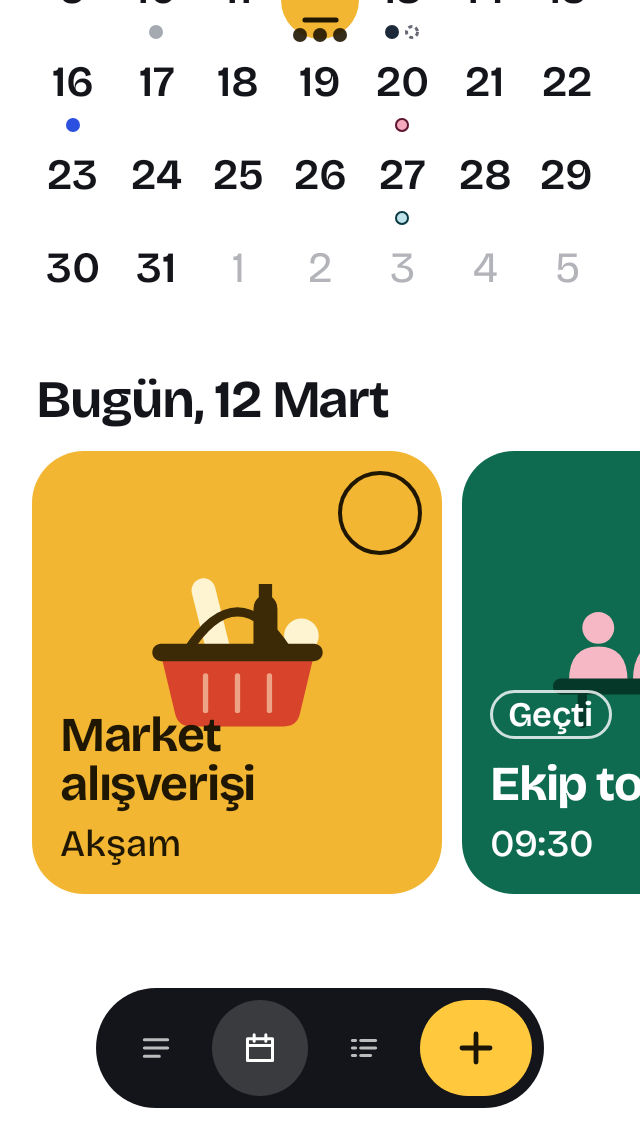 16 17 18 19 20 21 22
23 24 25 26 27 28 29
30 31 1 2 3 4 5
Bugün, 12 Mart
Market
alışverişi
Akşam
Geçti
Ekip to
09:30